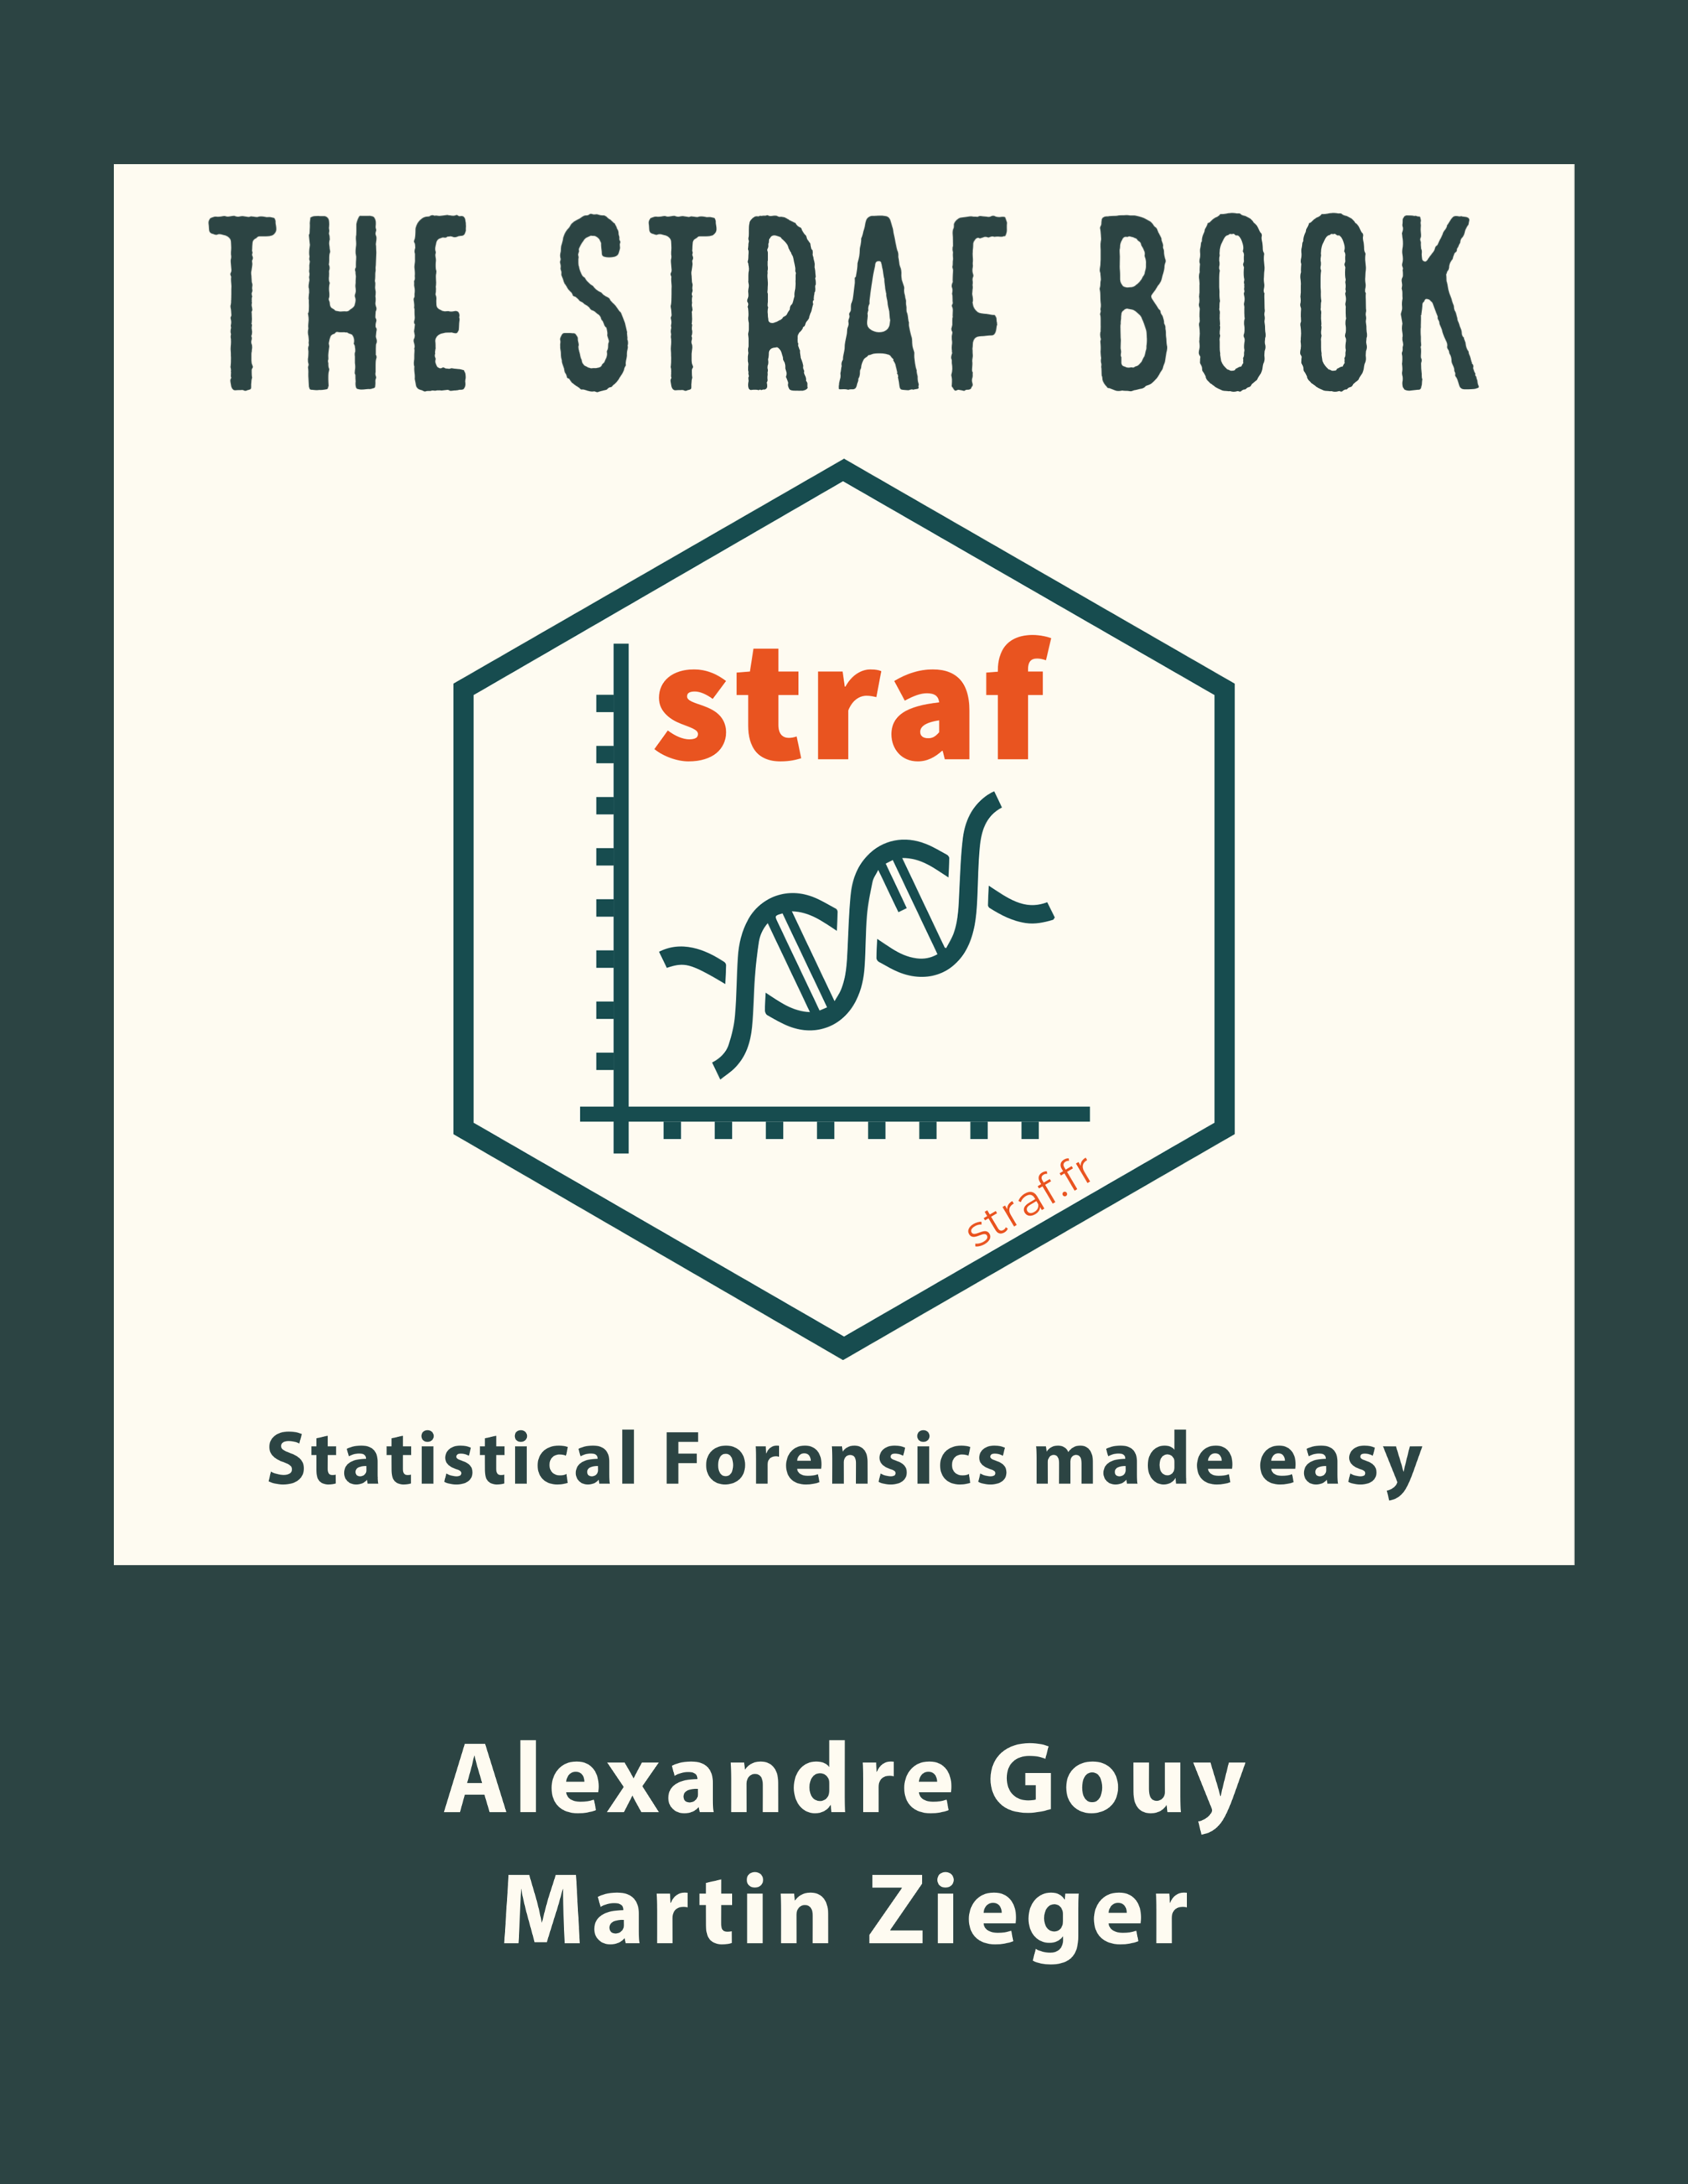 THE STRAF BOOK
straf
straf.fr
Statistical Forensics made easy
Alexandre Gouy
Martin Zieger